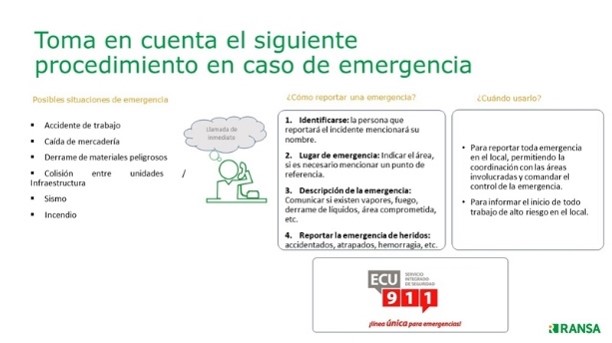 Toma en cuenta el siguiente
procedimiento en caso de emergencia
Posibles situaciones de emergencia
Accidente de trabajo
Caída de mercadería
Derrame de materiales peligrosos
Colisión entre unidades /
Infraestructura
Sismo
Incendio
Llamada de
inmediato
¿Cómo reportar una emergencia?
1. Identificarse: la persona que
reportará el incidente mencionará su
nombre.
2. Lugar de emergencia: Indicar el área,
si es necesario mencionar un punto de
referencia.
3. Descripción de la emergencia:
Comunicar si existen vapores, fuego,
derrame de líquidos, área comprometida,
etc.
4. Reportar la emergencia de heridos:
accidentados, atrapados, hemorragia, etc.
¿Cuándo usarlo?
Para reportar toda emergencia
en el local, permitiendo la
coordinación con las áreas
involucradas y comandar el
control de la emergencia.
Para informar el inicio de todo
trabajo de alto riesgo en el local.
ECU
SERVICIO
INTEGRADO
DE SEGURIDAD
911
¡línea única para emergencias!
RANSA